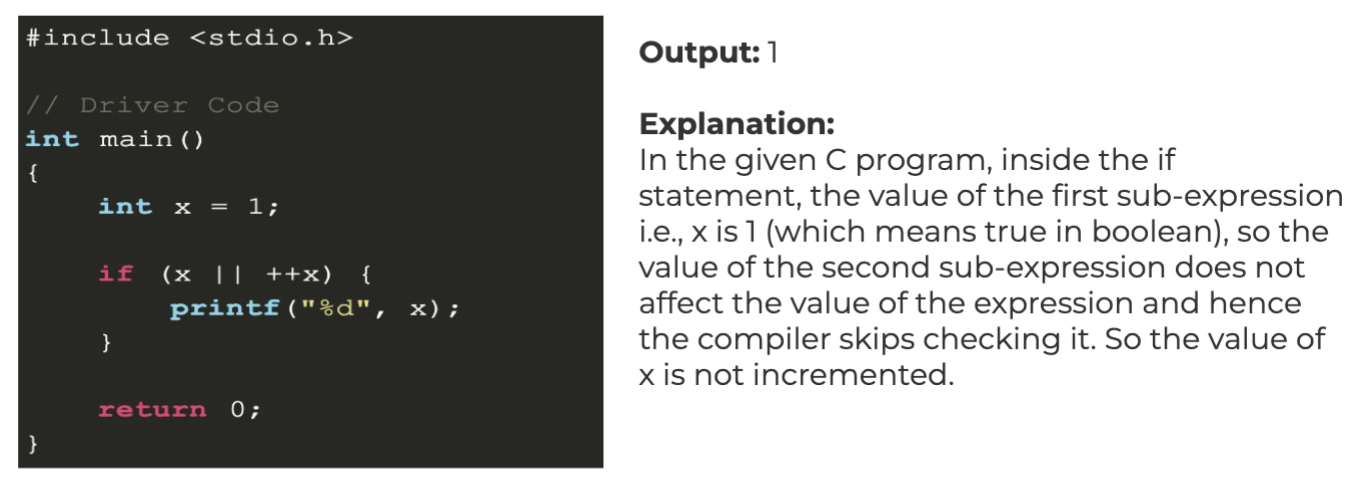 #include <stdio.h>
// Driver Code
int main()
{
    int x = 1;
    if (x || ++x) {
        printf("%d", x);
    }
    return 0;
}
Output: 1
Explanation:
In the given C program, inside the if
statement, the value of the first sub-expression
i.e., x is 1 (which means true in boolean), so the
value of the second sub-expression does not
affect the value of the expression and hence
the compiler skips checking it. So the value of
x is not incremented.